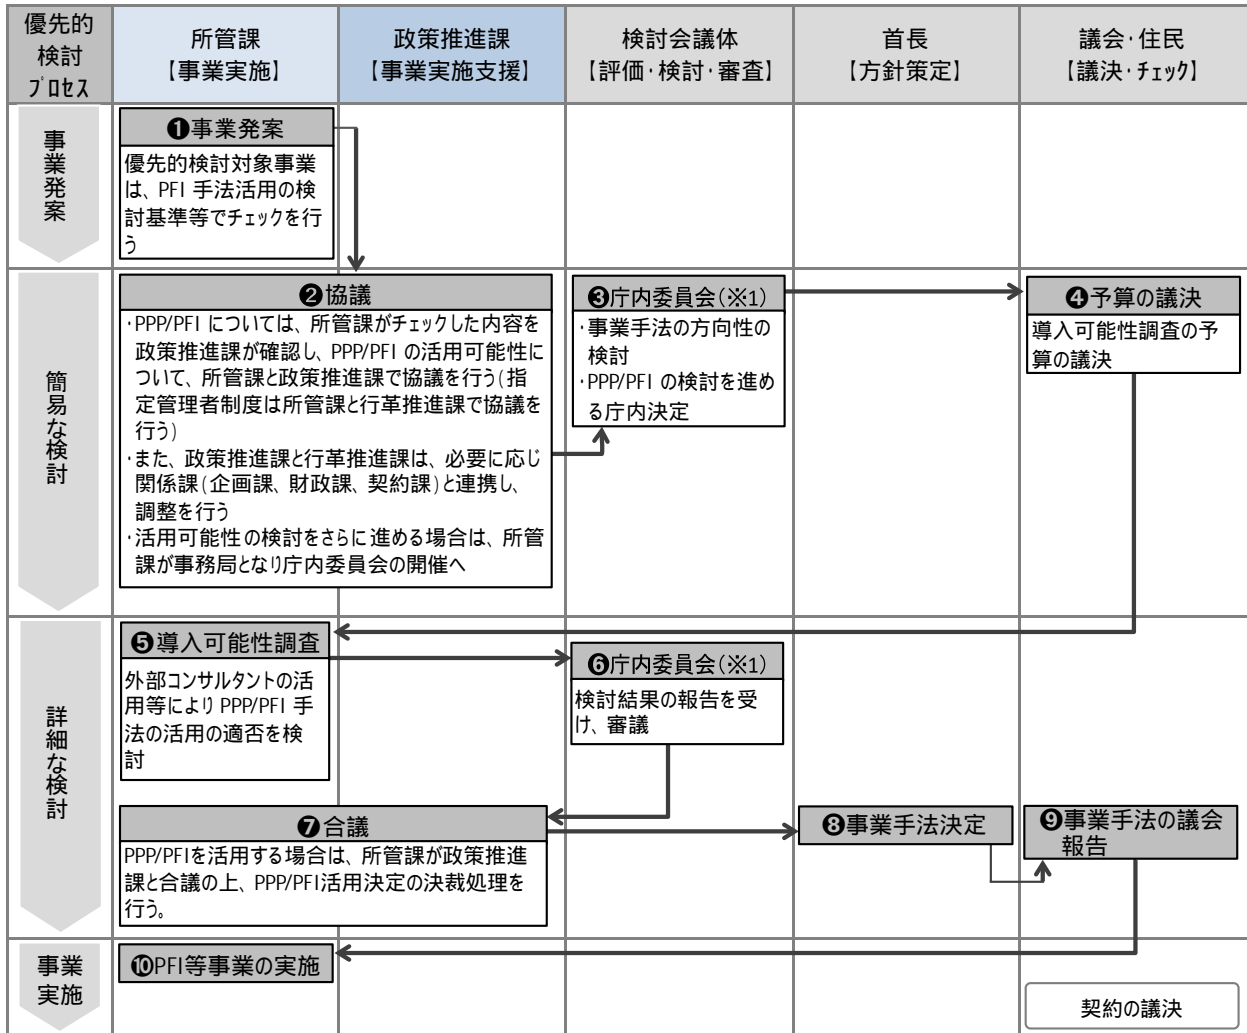 優先的
検討
プロセス
所管課
【事業実施】
政策推進課
【事業実施支援】
検討会議体
【評価・検討・審査】
首長
【方針策定】
議会・住民
【議決・チェック】
事業発案
❶事業発案
優先的検討対象事業
は、PFI 手法活用の検
討基準等でチェックを行
う
簡易な検討
❷協議
・PPP/PFI については、所管課がチェックした内容を
政策推進課が確認し、PPP/PFI の活用可能性に
ついて、所管課と政策推進課で協議を行う(指
定管理者制度は所管課と行革推進課で協議を
行う)
・また、政策推進課と行革推進課は、必要に応じ
関係課(企画課、財政課、契約課)と連携し、
調整を行う
・活用可能性の検討をさらに進める場合は、所管
課が事務局となり庁内委員会の開催へ
❸庁内委員会(※1)
・事業手法の方向性の
検討
・PPP/PFI の検討を進め
る庁内決定
❹予算の議決
導入可能性調査の予
算の議決
詳細な検討
❺導入可能性調査
外部コンサルタントの活
用等により PPP/PFI 手
法の活用の適否を検
討
❻庁内委員会(※1)
検討結果の報告を受
け、審議
❼合議
PPP/PFIを活用する場合は、所管課が政策推進
課と合議の上、PPP/PFI活用決定の決裁処理を
行う。
❽事業手法決定
❾事業手法の議会
報告
事業
実施
❿PFI等事業の実施
契約の議決